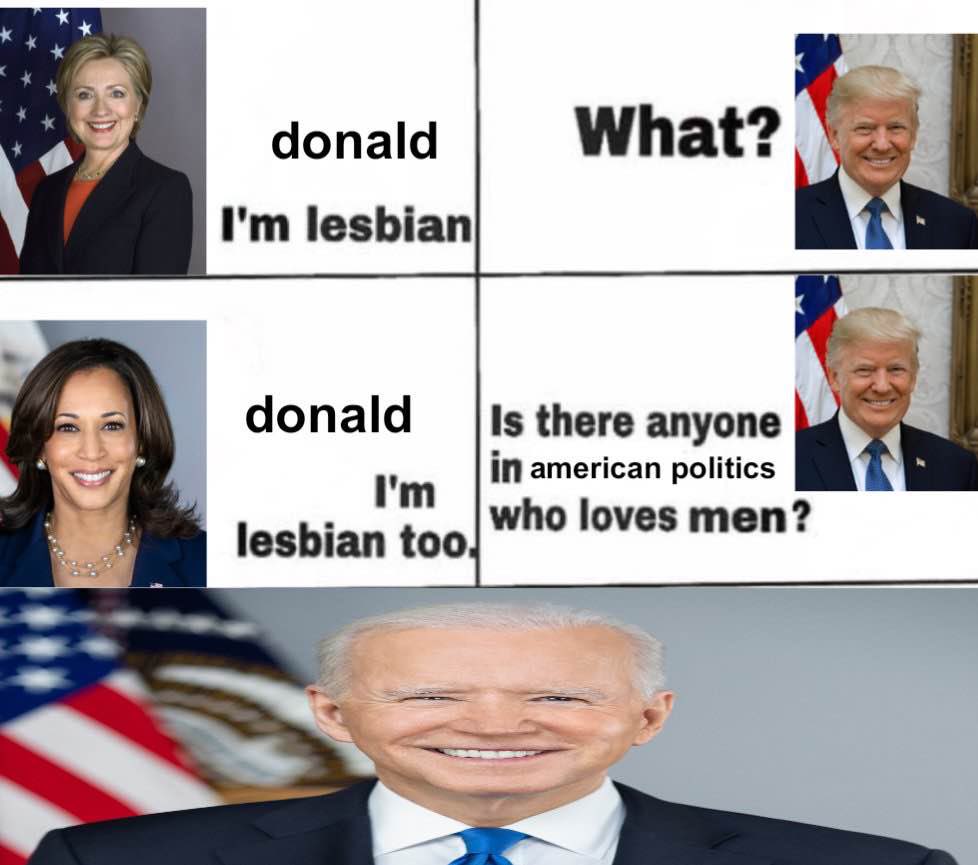 donald
I'm lesbian
What?
donald
I'm
lesbian too.
Is there anyone
in american politics
who loves men?